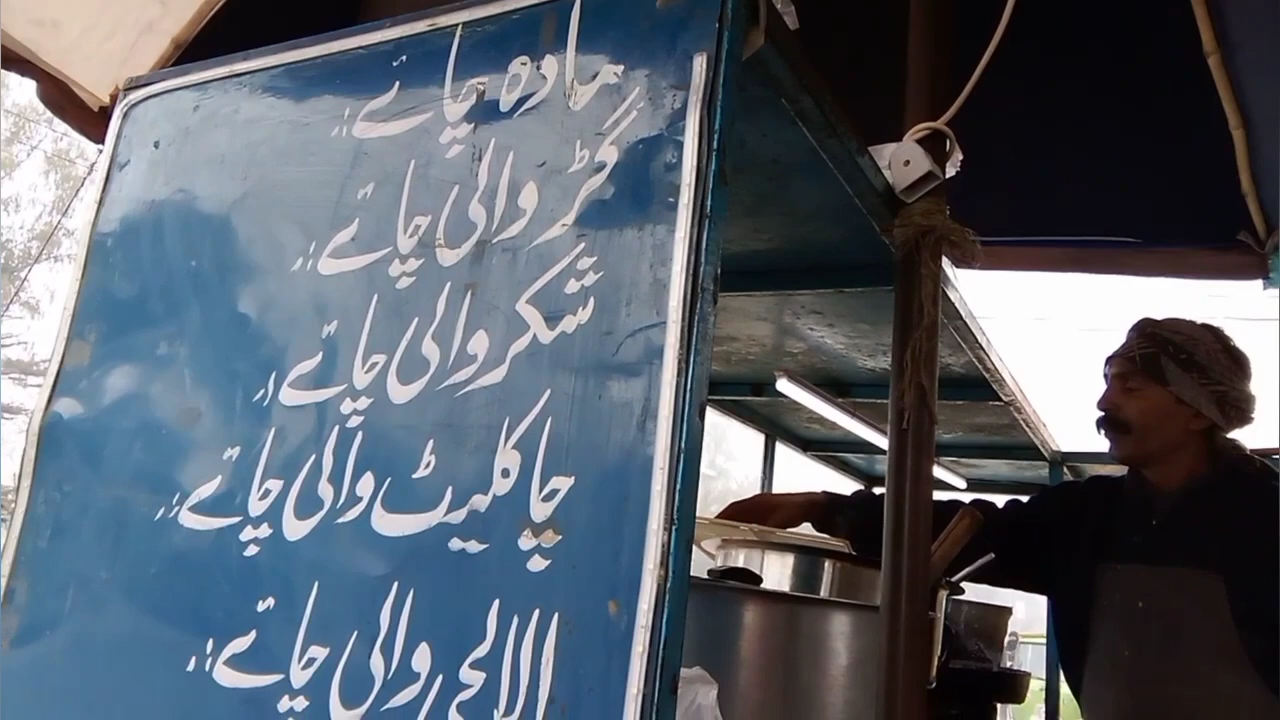 سادہ چائے
گڑ والی چائے
شکر والی چائے
چاکلیٹ والی چائے
الائچی والی چائے